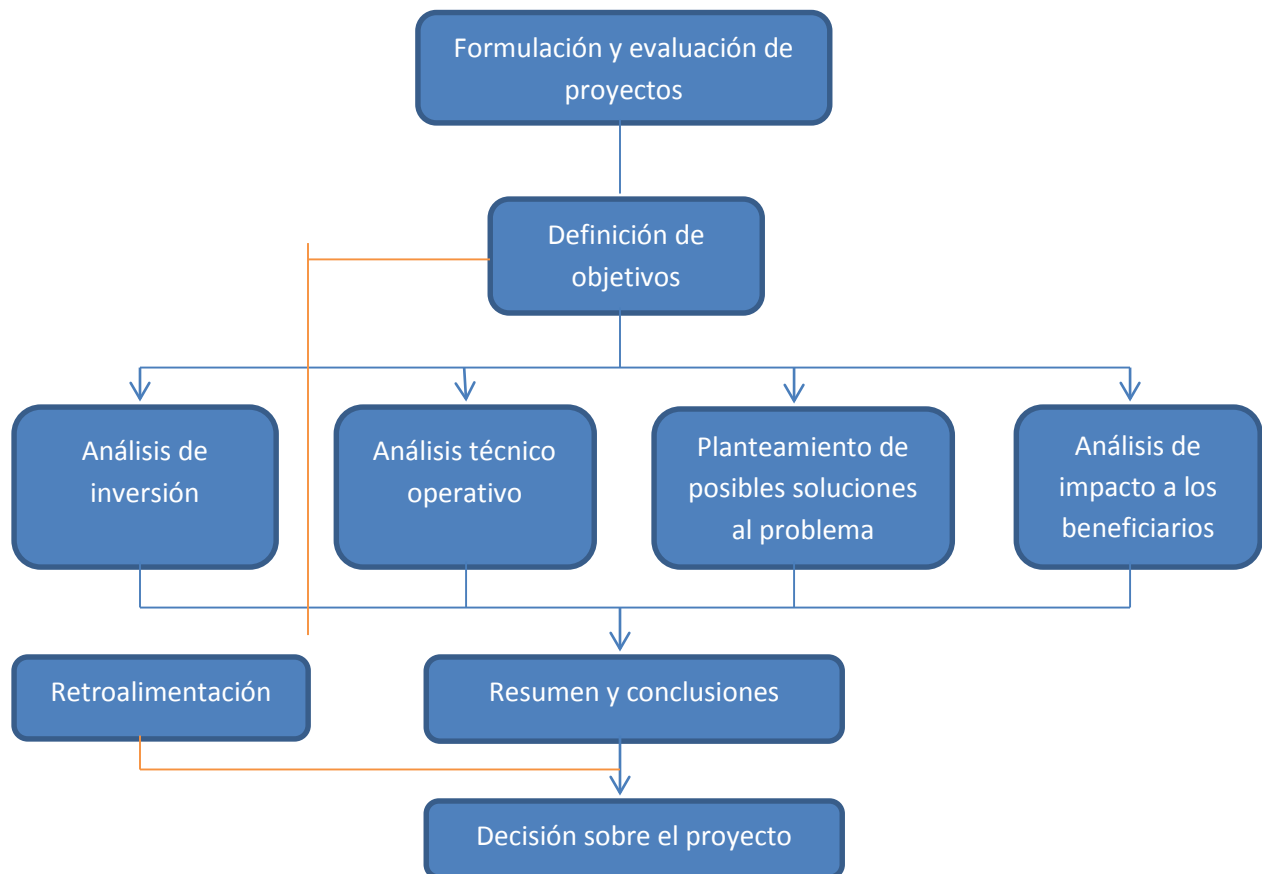 Formulación y evaluación de
proyectos
Definición de
objetivos
Análisis de
inversión
Análisis técnico
operativo
Planteamiento de
posibles soluciones
al problema
Análisis de
impacto a los
beneficiarios
Retroalimentación
Resumen y conclusiones
Decisión sobre el proyecto